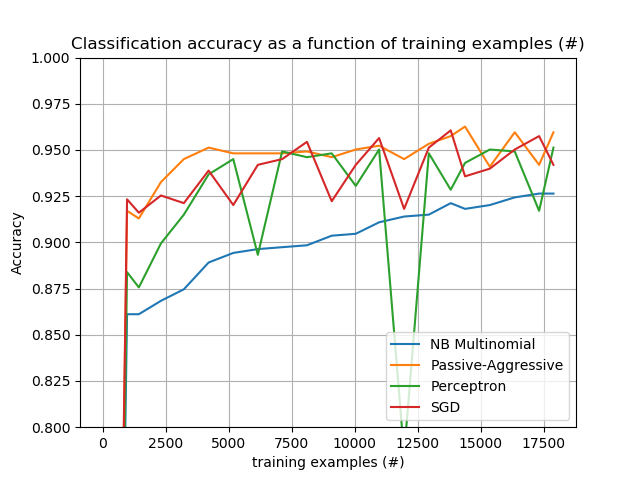 Classification accuracy as a function of training examples (#)
1.000
0.975
0.950
0.925
0.900
0.875
0.850
0.825
0.800
Accuracy
NB Multinomial
Passive-Aggressive
Perceptron
SGD
0 2500 5000 7500 10000 12500 15000 17500
training examples (#)